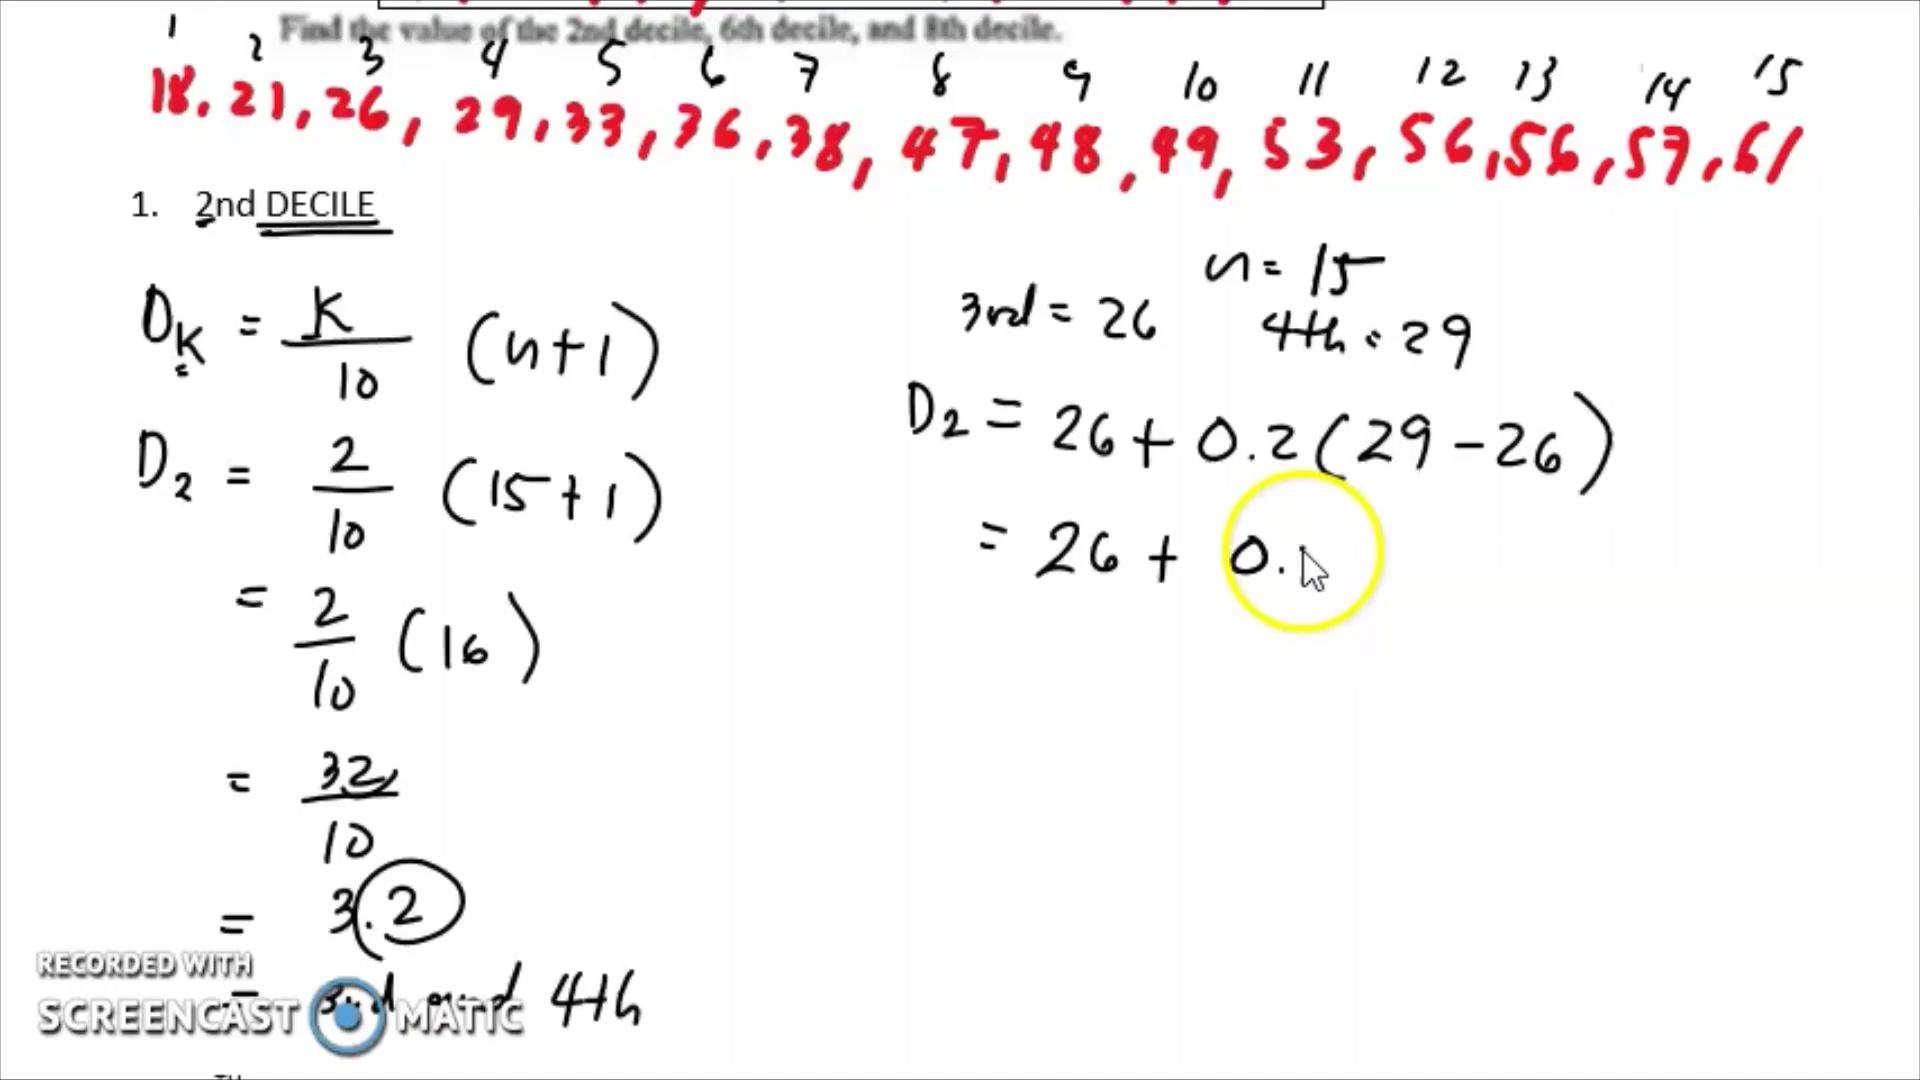 Find the value of the 2nd decile, 6th decile, and 8th decile.
1 2 3 4 5 6 7 8 9 10 11 12 13 14 15
18, 21, 26, 29, 33, 36, 38, 47, 48, 49, 53, 56, 56, 57, 61
1. 2nd DECILE
D_K = K/10 (n+1)
D_2 = 2/10 (15+1)
= 2/10 (16)
= 32/10
= 3.2
= 3rd and 4th
n = 15
3rd = 26 4th = 29
D_2 = 26 + 0.2 (29 - 26)
= 26 + 0.
RECORDED WITH
SCREENCAST MATIC
TH